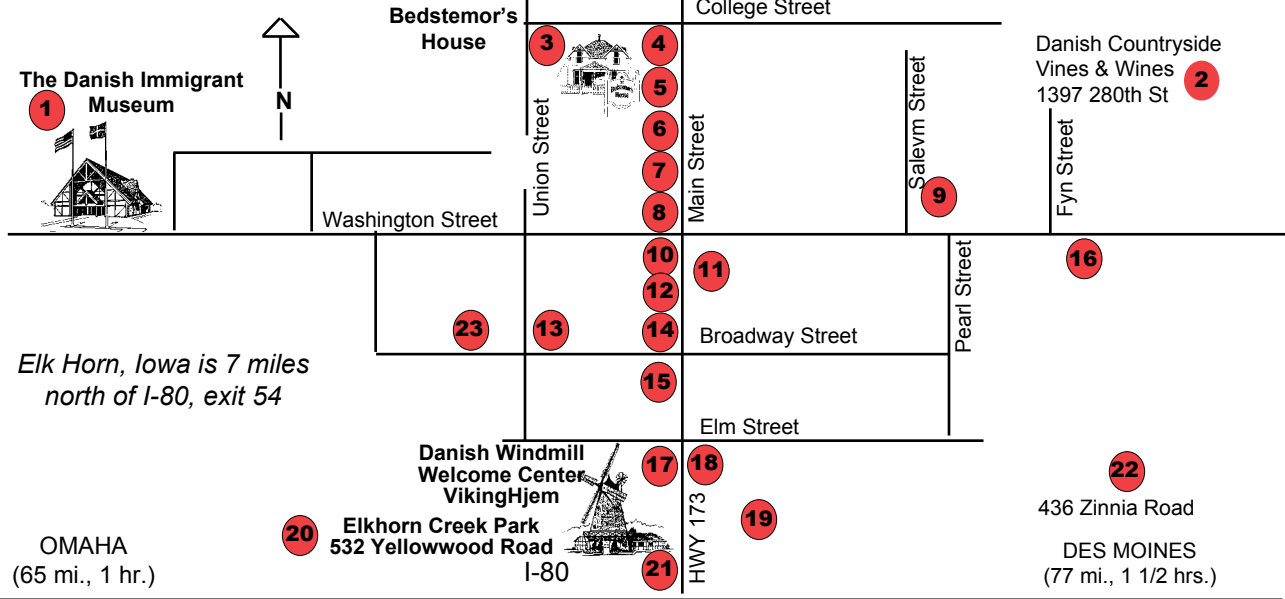 College Street
Bedstemor's
House
3
4
Danish Countryside
Vines & Wines
1397 280th St
2
The Danish Immigrant
Museum
1
N
5
6
7
8
Union Street
Main Street
Salevm Street
Fyn Street
9
Washington Street
10
11
12
16
Pearl Street
23
13
14
Broadway Street
Elk Horn, Iowa is 7 miles
north of I-80, exit 54
15
Elm Street
Danish Windmill
Welcome Center
VikingHjem
17
18
22
436 Zinnia Road
20
Elkhorn Creek Park
532 Yellowwood Road
I-80
HWY 173
19
21
OMAHA
(65 mi., 1 hr.)
DES MOINES
(77 mi., 1 1/2 hrs.)